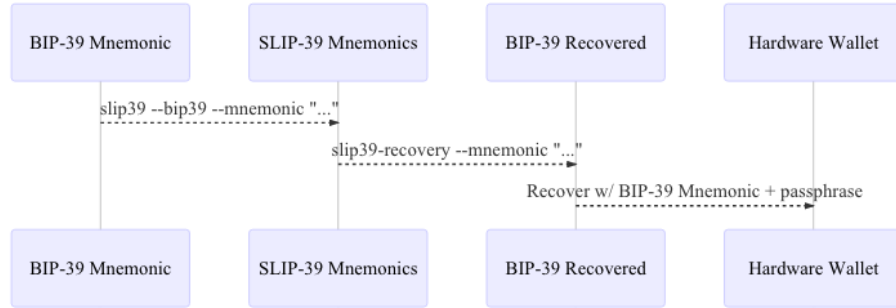 BIP-39 Mnemonic
SLIP-39 Mnemonics
BIP-39 Recovered
Hardware Wallet
slip39 --bip39 --mnemonic "..."
slip39-recovery --mnemonic "..."
Recover w/ BIP-39 Mnemonic + passphrase
BIP-39 Mnemonic
SLIP-39 Mnemonics
BIP-39 Recovered
Hardware Wallet